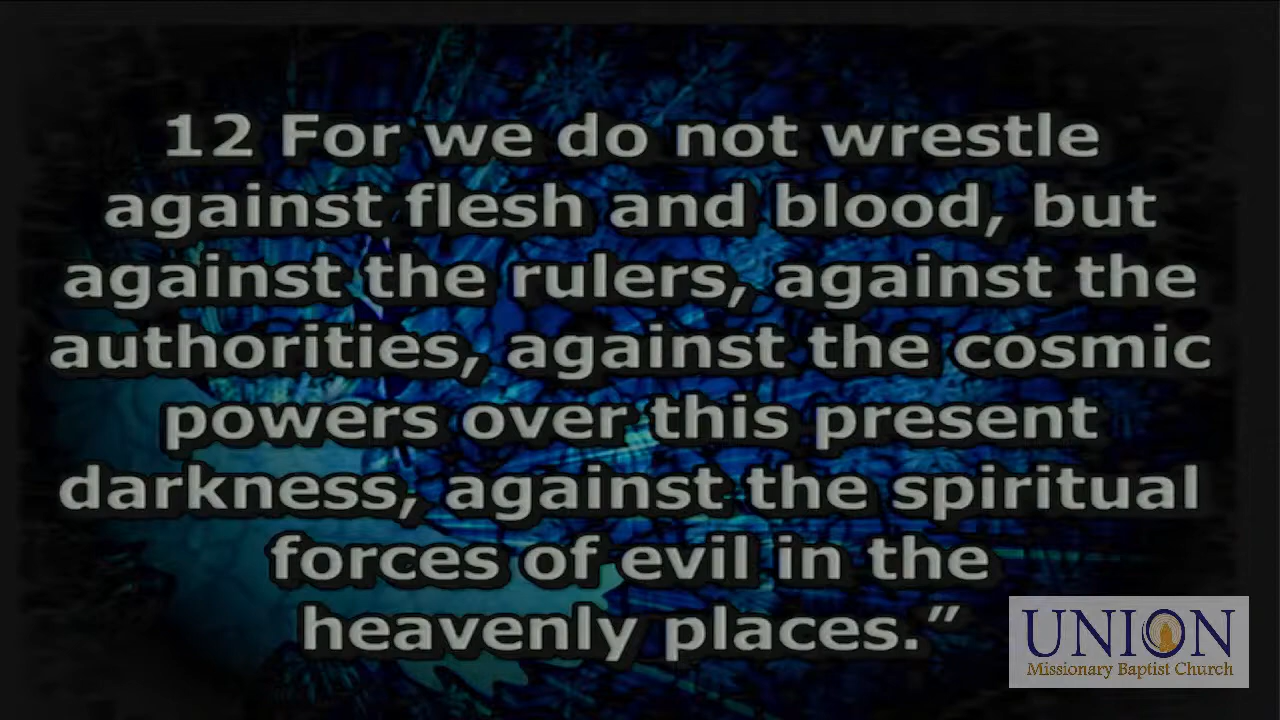 12 For we do not wrestle
against flesh and blood, but
against the rulers, against the
authorities, against the cosmic
powers over this present
darkness, against the spiritual
forces of evil in the
heavenly places.”
UNION
Missionary Baptist Church